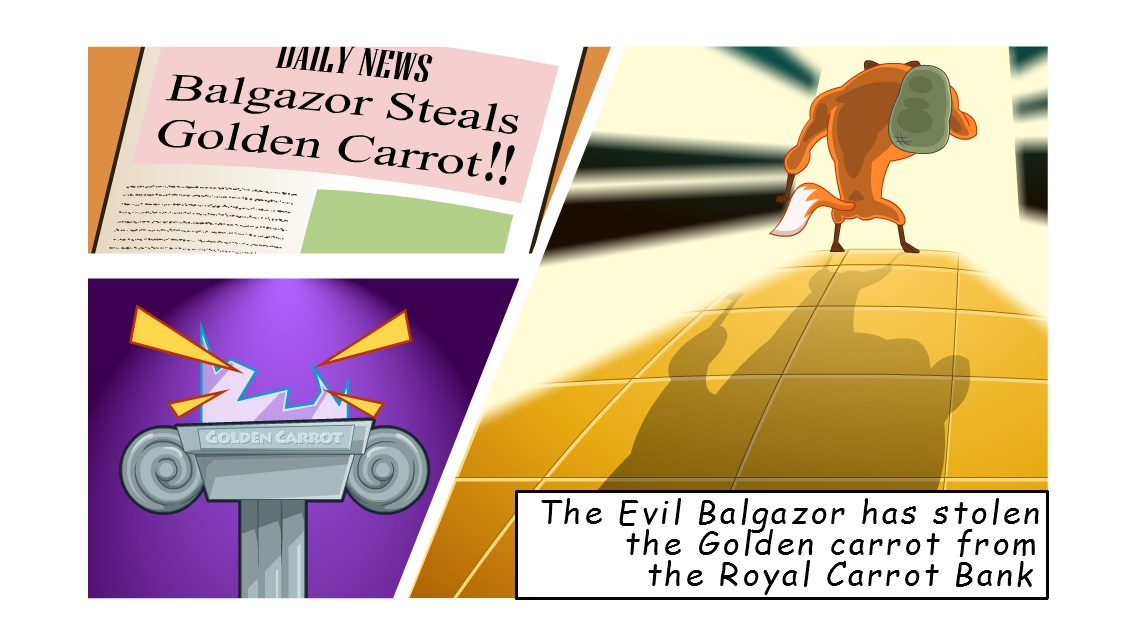 DAILY NEWS
Balgazor Steals
Golden Carrot!!
GOLDEN CARROT
The Evil Balgazor has stolen
the Golden carrot from
the Royal Carrot Bank